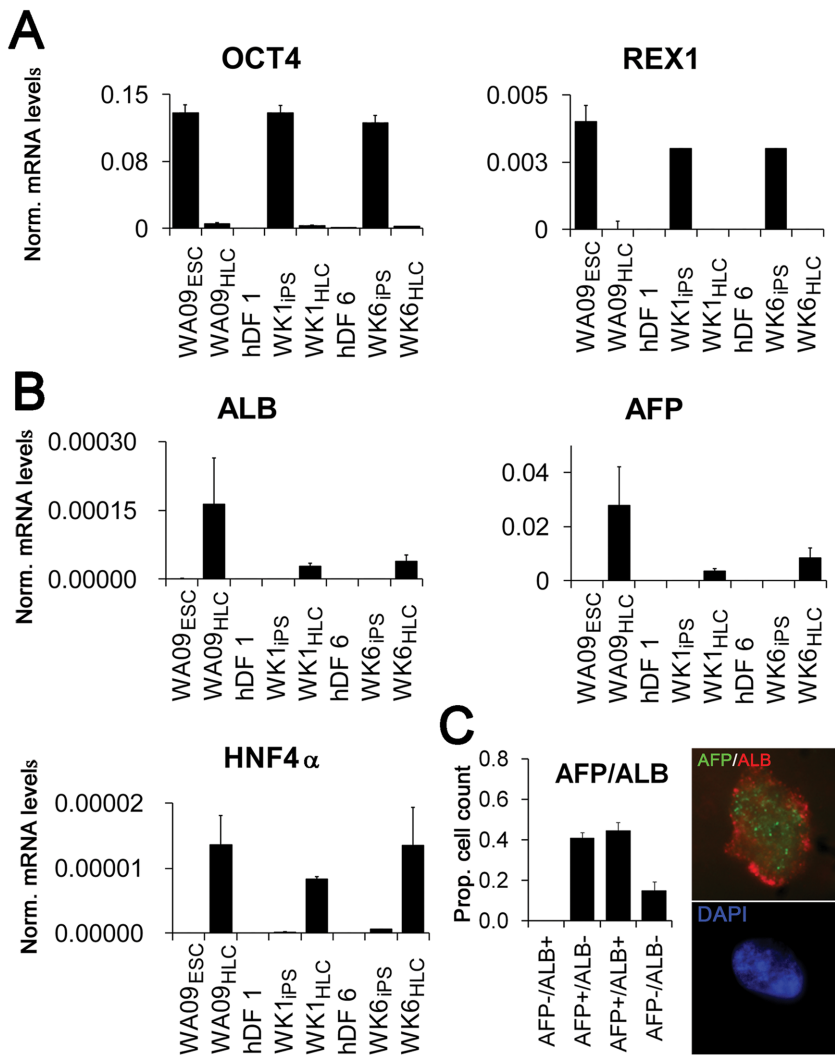 A
OCT4
Norm. mRNA levels
0.15
0.08
0
WA09ESC
WA09HLC
hDF 1
WK1iPS
WK1HLC
hDF 6
WK6iPS
WK6HLC
REX1
0.005
0.003
0
WA09ESC
WA09HLC
hDF 1
WK1iPS
WK1HLC
hDF 6
WK6iPS
WK6HLC
B
ALB
Norm. mRNA levels
0.00030
0.00015
0.00000
WA09ESC
WA09HLC
hDF 1
WK1iPS
WK1HLC
hDF 6
WK6iPS
WK6HLC
AFP
0.04
0.02
0
WA09ESC
WA09HLC
hDF 1
WK1iPS
WK1HLC
hDF 6
WK6iPS
WK6HLC
HNF4 α
Norm. mRNA levels
0.00002
0.00001
0.00000
WA09ESC
WA09HLC
hDF 1
WK1iPS
WK1HLC
hDF 6
WK6iPS
WK6HLC
C
AFP/ALB
Prop. cell count
0.8
0.6
0.4
0.2
0.0
AFP-/ALB+
AFP+/ALB-
AFP+/ALB+
AFP-/ALB-
AFP/ALB
DAPI